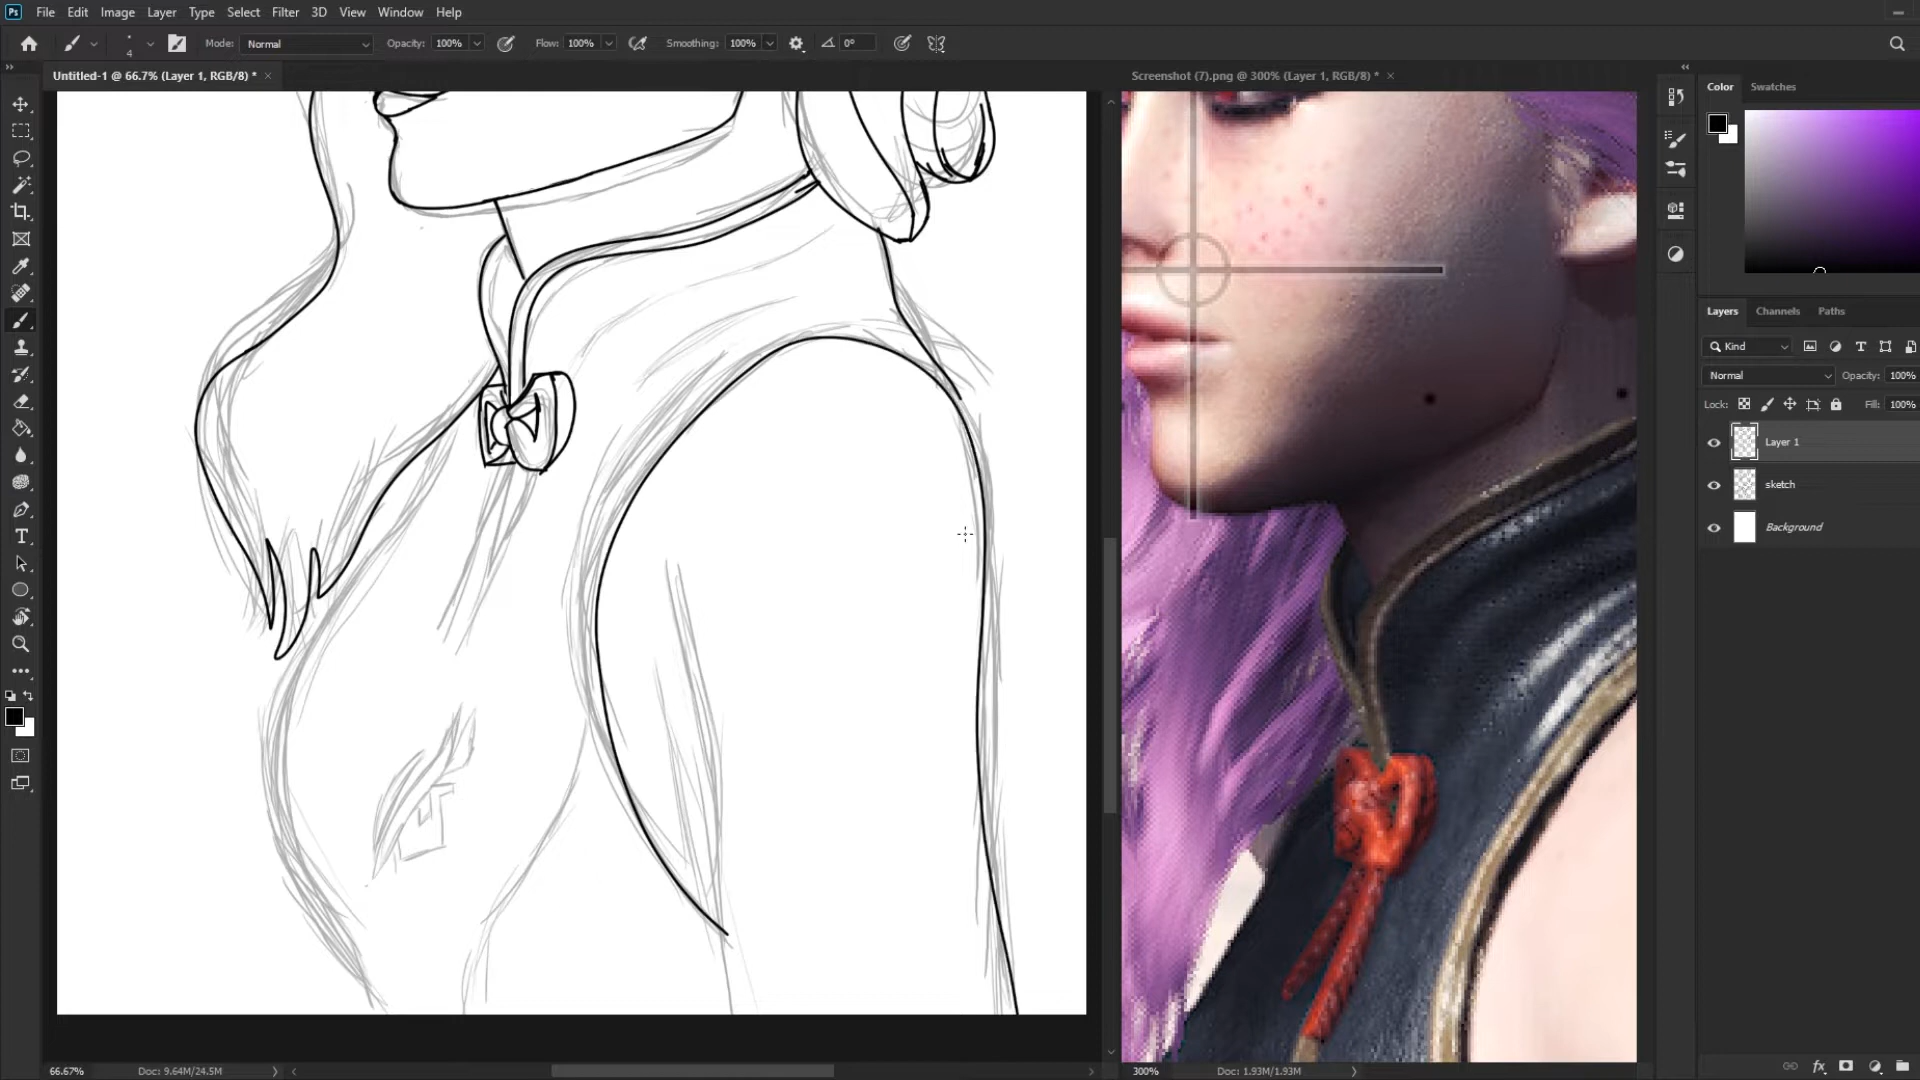 Ps File Edit Image Layer Type Select Filter 3D View Window Help
4 Mode: Normal Opacity: 100% Flow: 100% Smoothing: 100% 0°
Untitled-1 @ 66.7% (Layer 1, RGB/8) * ×
Screenshot (7).png @ 300% (Layer 1, RGB/8) * ×
Color Swatches
Layers Channels Paths
Kind
Normal Opacity: 100%
Lock: Fill: 100%
Layer 1
sketch
Background
66.67% Doc: 9.64M/24.5M
300% Doc: 1.93M/1.93M